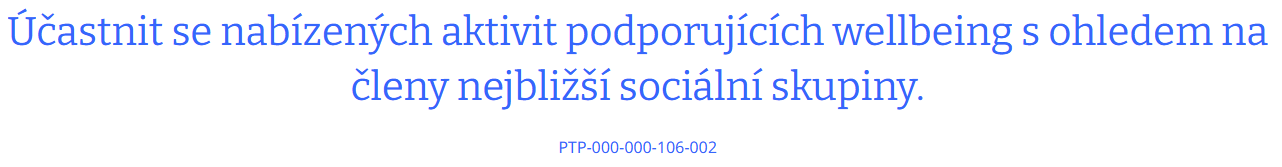 Účastnit se nabízených aktivit podporujících wellbeing s ohledem na
členy nejbližší sociální skupiny.
PTP-000-000-106-002